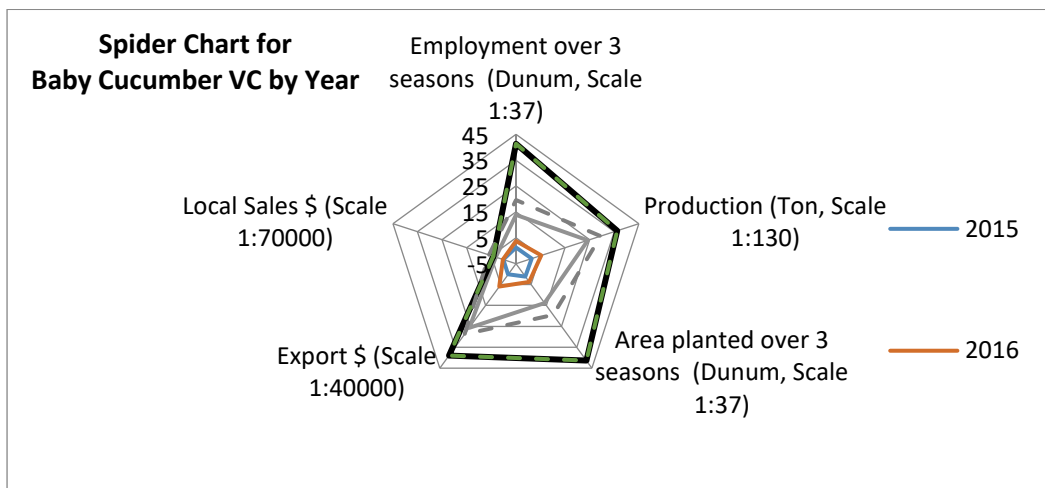 Spider Chart for
Baby Cucumber VC by Year
Employment over 3
seasons (Dunum, Scale
1:37)
45
35
25
15
5
-5
Local Sales $ (Scale
1:70000)
Production (Ton, Scale
1:130)
2015
2016
Export $ (Scale
1:40000)
Area planted over 3
seasons (Dunum, Scale
1:37)